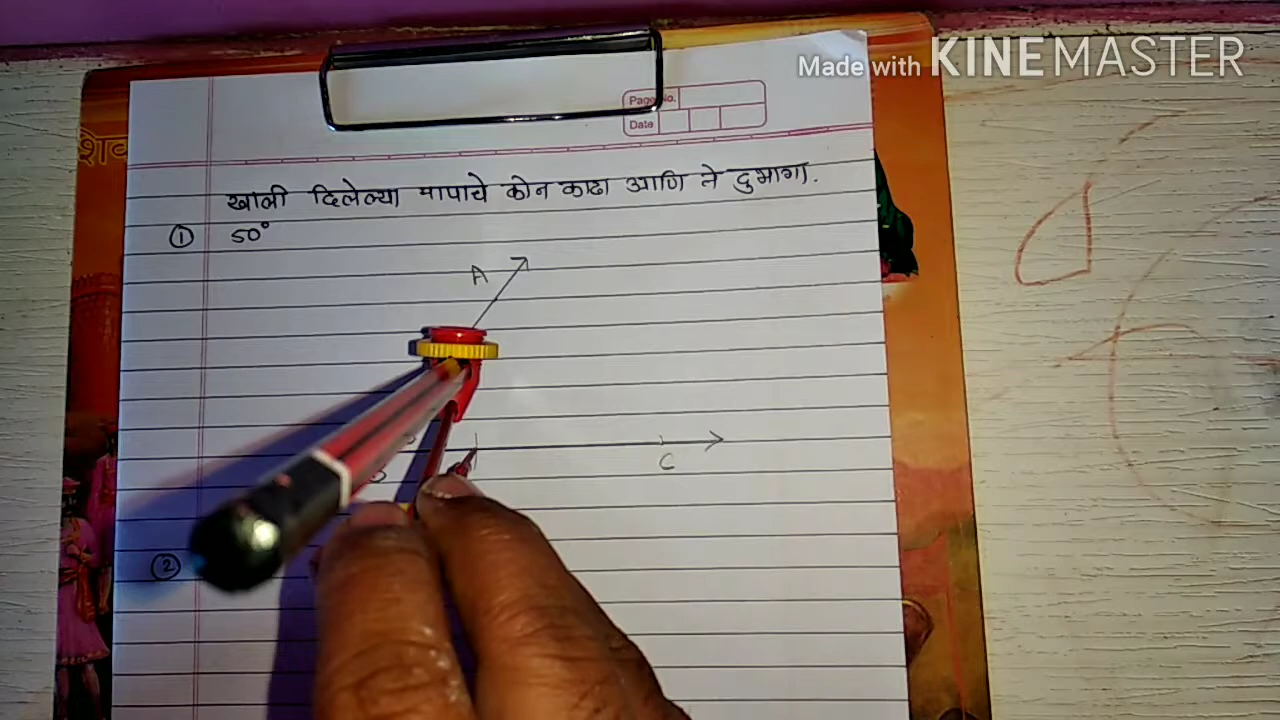 Made with KINEMASTER
शिव
Page No.
Date
खाली दिलेल्या मापाचे कोन काढा आणि ते दुभागा.
① 50°
A
C
②